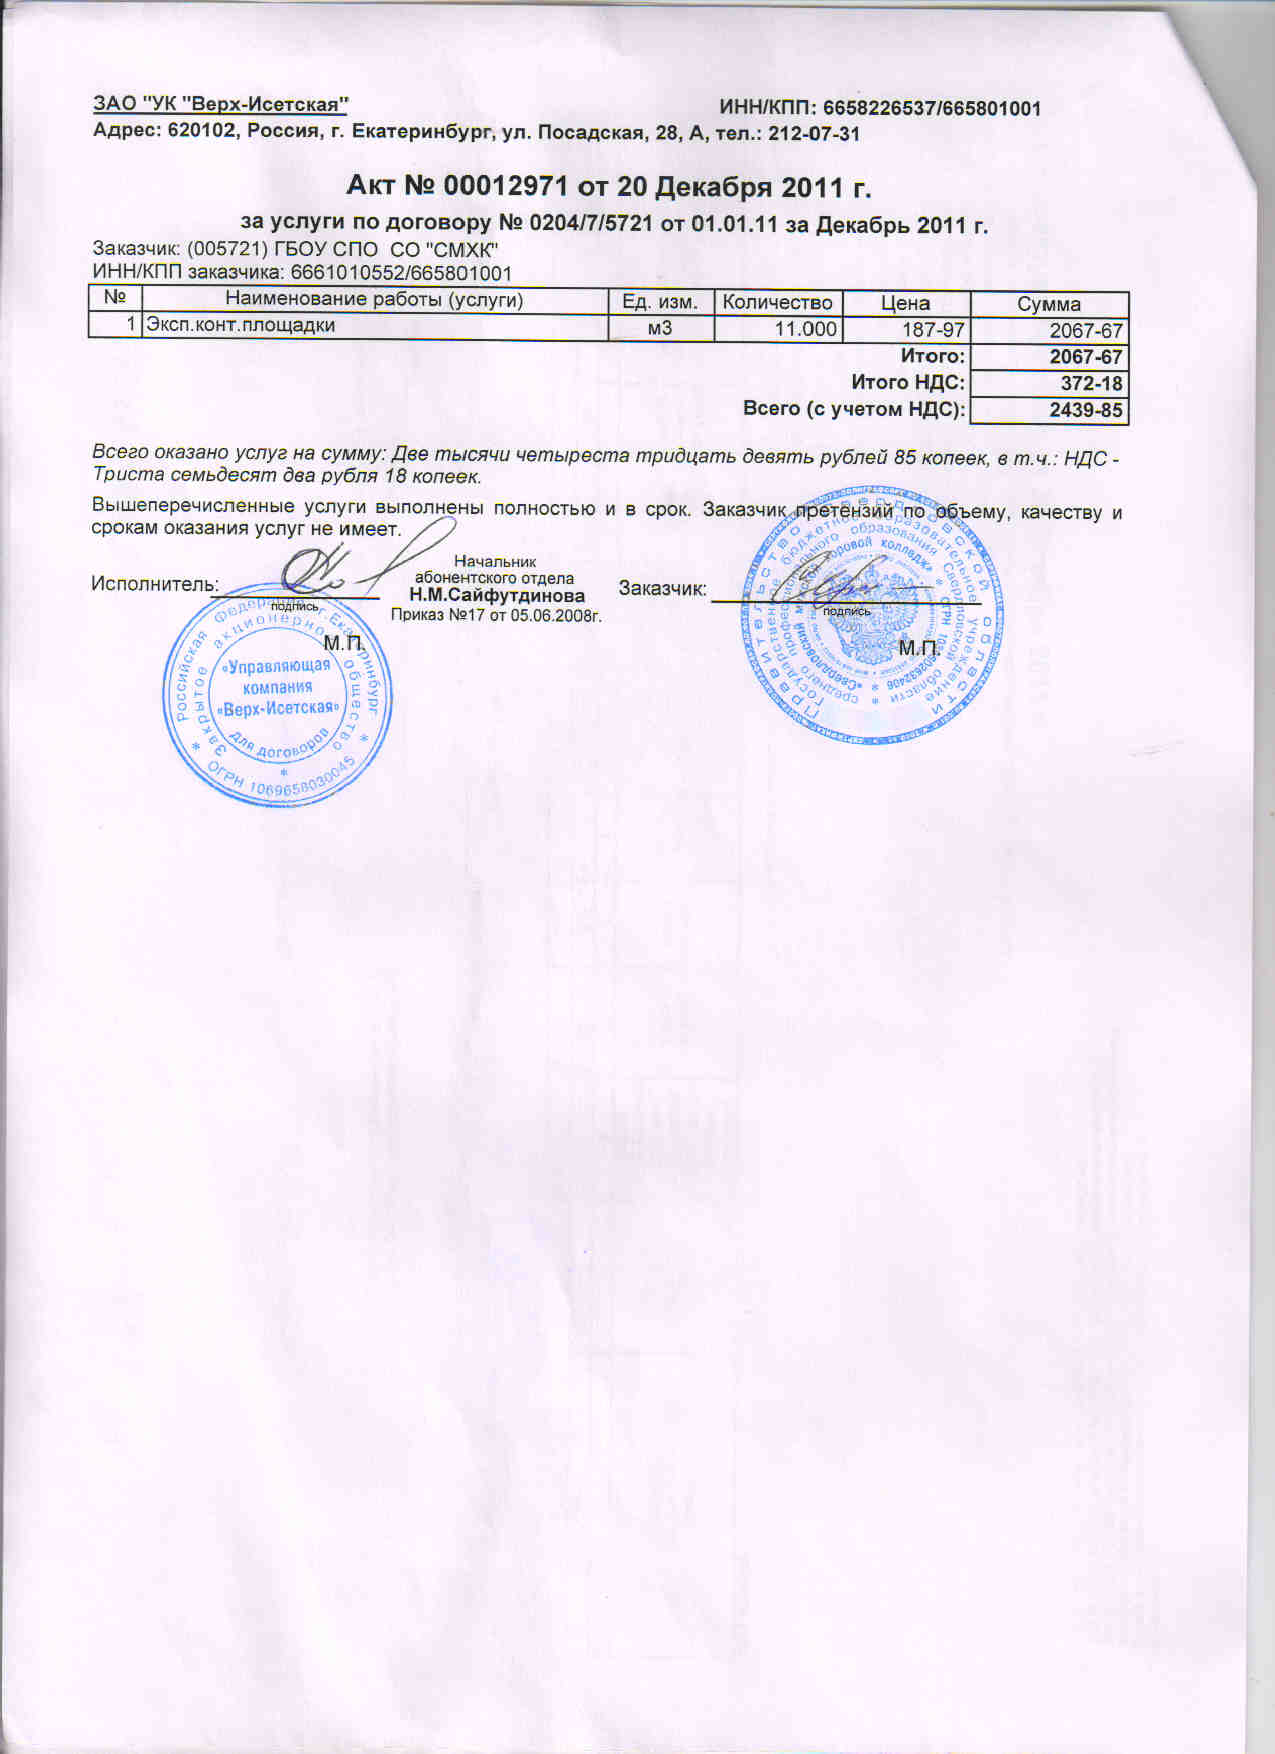 ЗАО "УК "Верх-Исетская" ИНН/КПП: 6658226537/665801001
Адрес: 620102, Россия, г. Екатеринбург, ул. Посадская, 28, А, тел.: 212-07-31
Акт № 00012971 от 20 Декабря 2011 г.
за услуги по договору № 0204/7/5721 от 01.01.11 за Декабрь 2011 г.
Заказчик: (005721) ГБОУ СПО СО "СМХК"
ИНН/КПП заказчика: 6661010552/665801001
№ Наименование работы (услуги) Ед. изм. Количество Цена Сумма
1 Эксп.конт.площадки м3 11.000 187-97 2067-67
Итого: 2067-67
Итого НДС: 372-18
Всего (с учетом НДС): 2439-85
Всего оказано услуг на сумму: Две тысячи четыреста тридцать девять рублей 85 копеек, в т.ч.: НДС -
Триста семьдесят два рубля 18 копеек.
Вышеперечисленные услуги выполнены полностью и в срок. Заказчик претензий по объему, качеству и
срокам оказания услуг не имеет.
Начальник
абонентского отдела
Исполнитель: Н.М.Сайфутдинова Заказчик:
подпись Приказ №17 от 05.06.2008г. подпись
М.П. М.П.
Российская Федерация г.Екатеринбург
Закрытое акционерное общество
«Управляющая
компания
«Верх-Исетская»
для договоров
ОГРН 1069658030045
Правительство Свердловской области
Государственное бюджетное образовательное учреждение
среднего профессионального образования Свердловской области
«Свердловский мужской хоровой колледж»